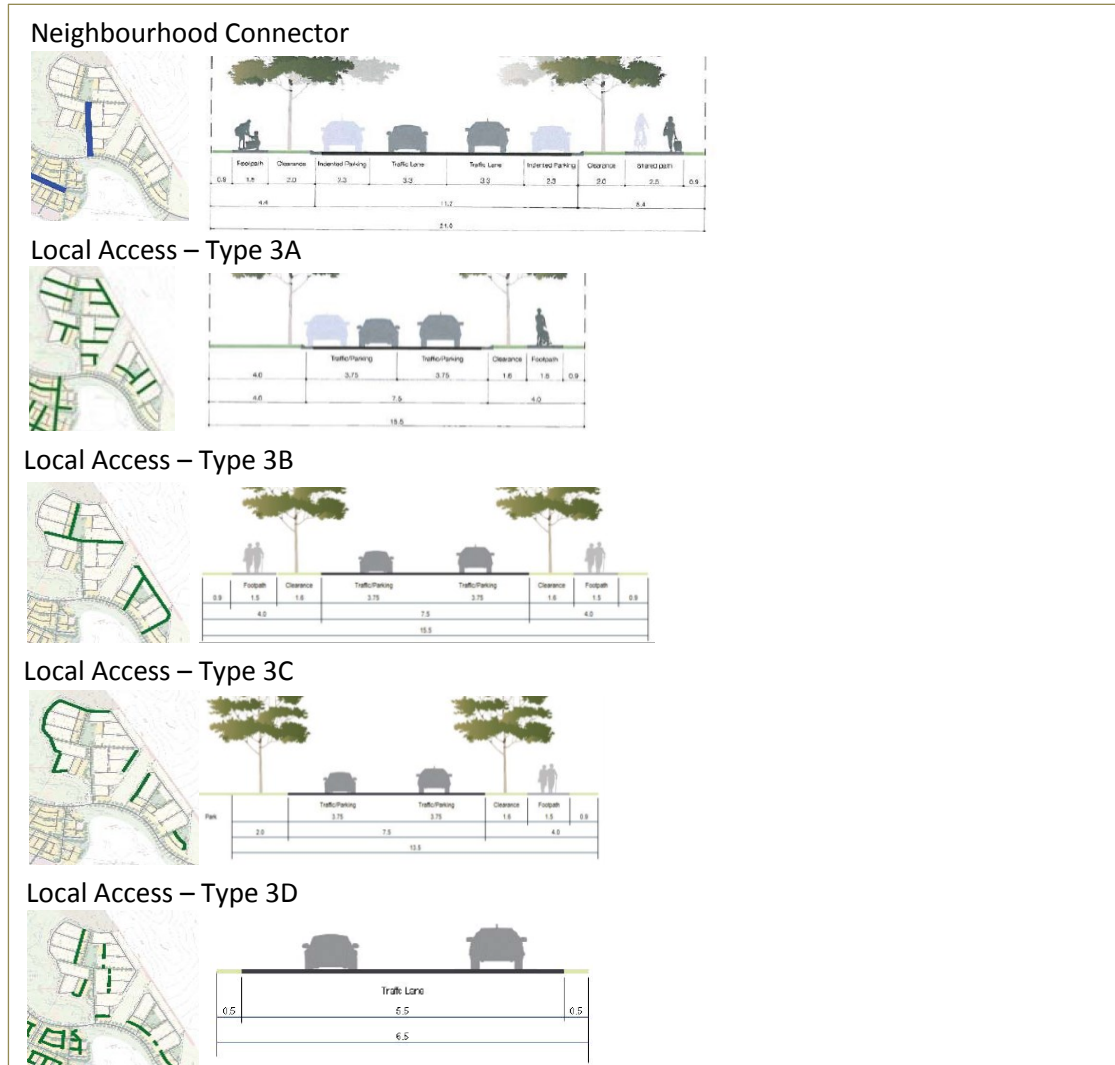 Neighbourhood Connector
Footpath Clearance Indented Parking Traffic Lane Traffic Lane Indented Parking Clearance Shared path
0.9 1.5 2.0 2.3 3.3 3.3 2.3 2.0 2.5 0.9
4.4 11.2 5.4
21.0
Local Access – Type 3A
Traffic/Parking Traffic/Parking Clearance Footpath
4.0 3.75 3.75 1.6 1.5 0.9
4.0 7.5 4.0
15.5
Local Access – Type 3B
Footpath Clearance Traffic/Parking Traffic/Parking Clearance Footpath
0.9 1.5 1.6 3.75 3.75 1.6 1.5 0.9
4.0 7.5 4.0
15.5
Local Access – Type 3C
Park Traffic/Parking Traffic/Parking Clearance Footpath
3.75 3.75 1.6 1.5 0.9
2.0 7.5 4.0
13.5
Local Access – Type 3D
Traffic Lane
0.5 5.5 0.5
6.5